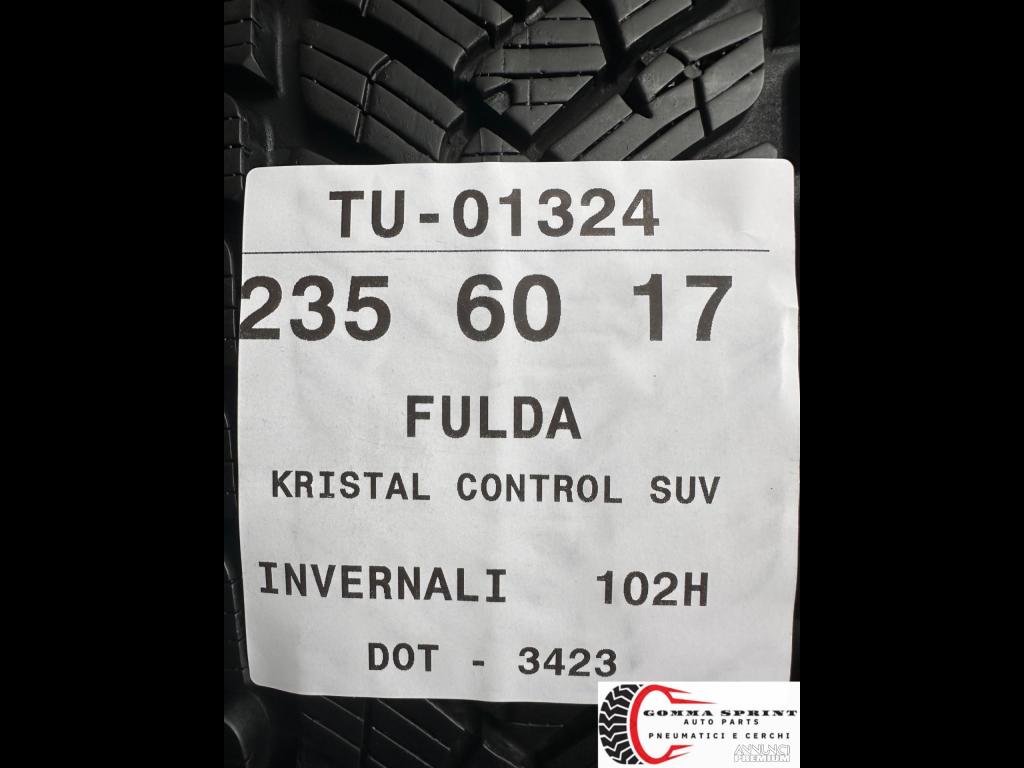 TU-01324
235 60 17
FULDA
KRISTAL CONTROL SUV
INVERNALI 102H
DOT - 3423
GOMMA SPRINT
AUTO PARTS
PNEUMATICI E CERCHI
ANNUNCI
PREMIUM